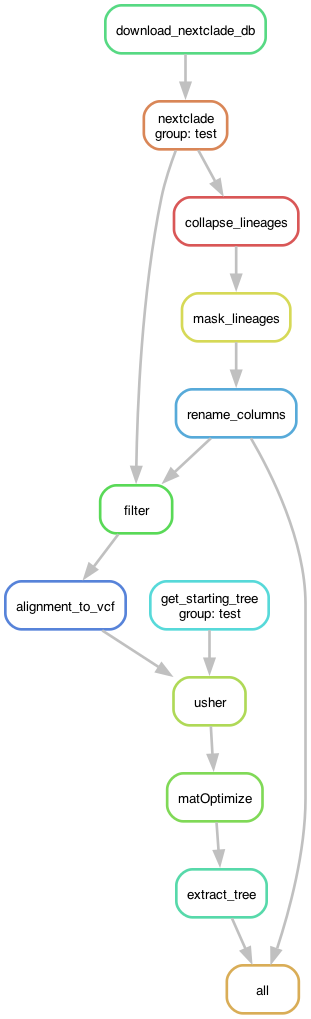 download_nextclade_db
nextclade
group: test
collapse_lineages
mask_lineages
rename_columns
filter
alignment_to_vcf
get_starting_tree
group: test
usher
matOptimize
extract_tree
all